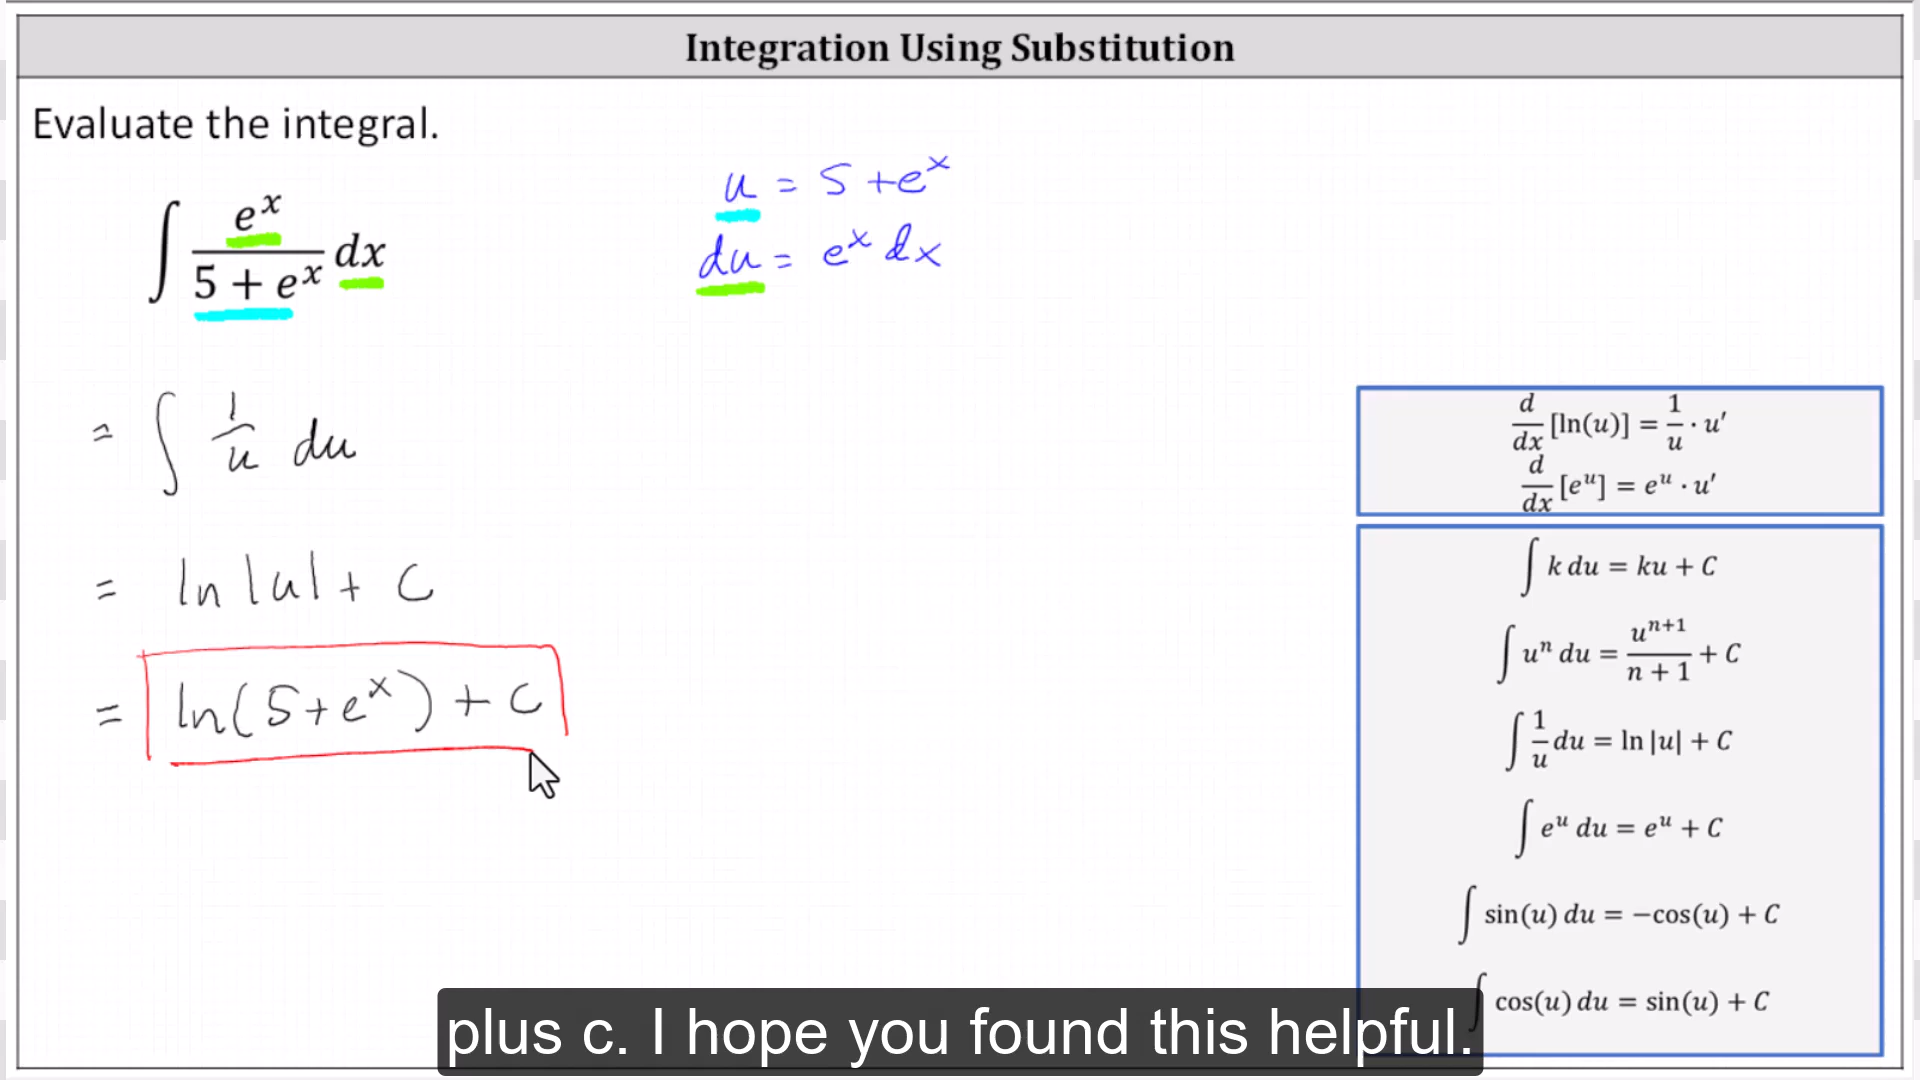 Integration Using Substitution
Evaluate the integral.
∫ e^x / (5 + e^x) dx
u = 5 + e^x
du = e^x dx
= ∫ 1/u du
= ln |u| + C
= ln(5+e^x) + C
d/dx [ln(u)] = 1/u · u′
d/dx [e^u] = e^u · u′
∫ k du = ku + C
∫ u^n du = u^(n+1) / (n + 1) + C
∫ 1/u du = ln |u| + C
∫ e^u du = e^u + C
∫ sin(u) du = −cos(u) + C
∫ cos(u) du = sin(u) + C
plus c. I hope you found this helpful.